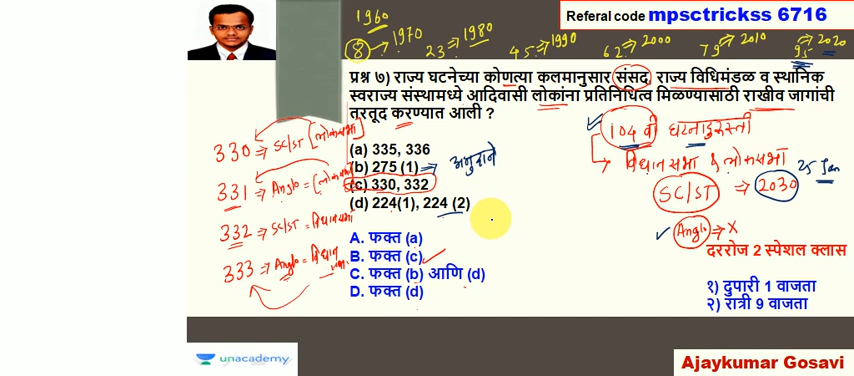 Referal code mpsctrickss 6716
1960
8 → 1970 23 ⇒ 1980 45 ⇒ 1990 62 ⇒ 2000 79 ⇒ 2010 95 ⇒ 2020
प्रश्न ७) राज्य घटनेच्या कोणत्या कलमानुसार संसद, राज्य विधिमंडळ व स्थानिक
स्वराज्य संस्थामध्ये आदिवासी लोकांना प्रतिनिधित्व मिळण्यासाठी राखीव जागांची
तरतूद करण्यात आली ?
330 ⇒ SC/ST [लोकसभा]
331 ⇒ Anglo = (लोकसभा
332 ⇒ SC/ST = विधानसभा
333 ⇒ Anglo = विधान सभा
(a) 335, 336
(b) 275 (1) ⇒ अनुदाने
(c) 330, 332
(d) 224(1), 224 (2)
A. फक्त (a)
B. फक्त (c)
C. फक्त (b) आणि (d)
D. फक्त (d)
104 वी घटनादुरुस्ती
→ विधानसभा & लोकसभा
SC/ST ⇒ 2030 25 Jan
Anglo ⇒ X
दररोज 2 स्पेशल क्लास
१) दुपारी 1 वाजता
२) रात्री 9 वाजता
unacademy
Ajaykumar Gosavi